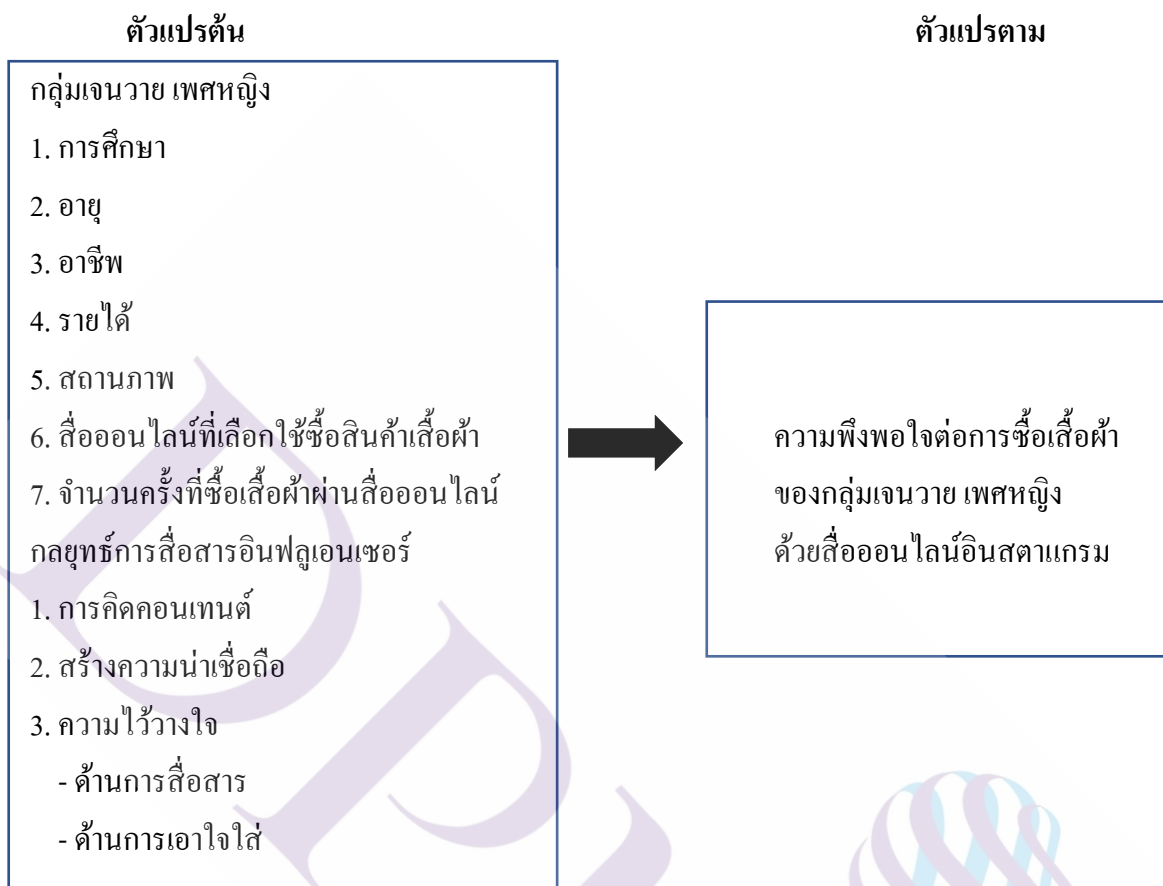 ตัวแปรต้น
ตัวแปรตาม
กลุ่มเจนวาย เพศหญิง
1. การศึกษา
2. อายุ
3. อาชีพ
4. รายได้
5. สถานภาพ
6. สื่อออนไลน์ที่เลือกใช้ซื้อสินค้าเสื้อผ้า
7. จำนวนครั้งที่ซื้อเสื้อผ้าผ่านสื่อออนไลน์
กลยุทธ์การสื่อสารอินฟลูเอนเซอร์
1. การคิดคอนเทนต์
2. สร้างความน่าเชื่อถือ
3. ความไว้วางใจ
- ด้านการสื่อสาร
- ด้านการเอาใจใส่
ความพึงพอใจต่อการซื้อเสื้อผ้า
ของกลุ่มเจนวาย เพศหญิง
ด้วยสื่อออนไลน์อินสตาแกรม